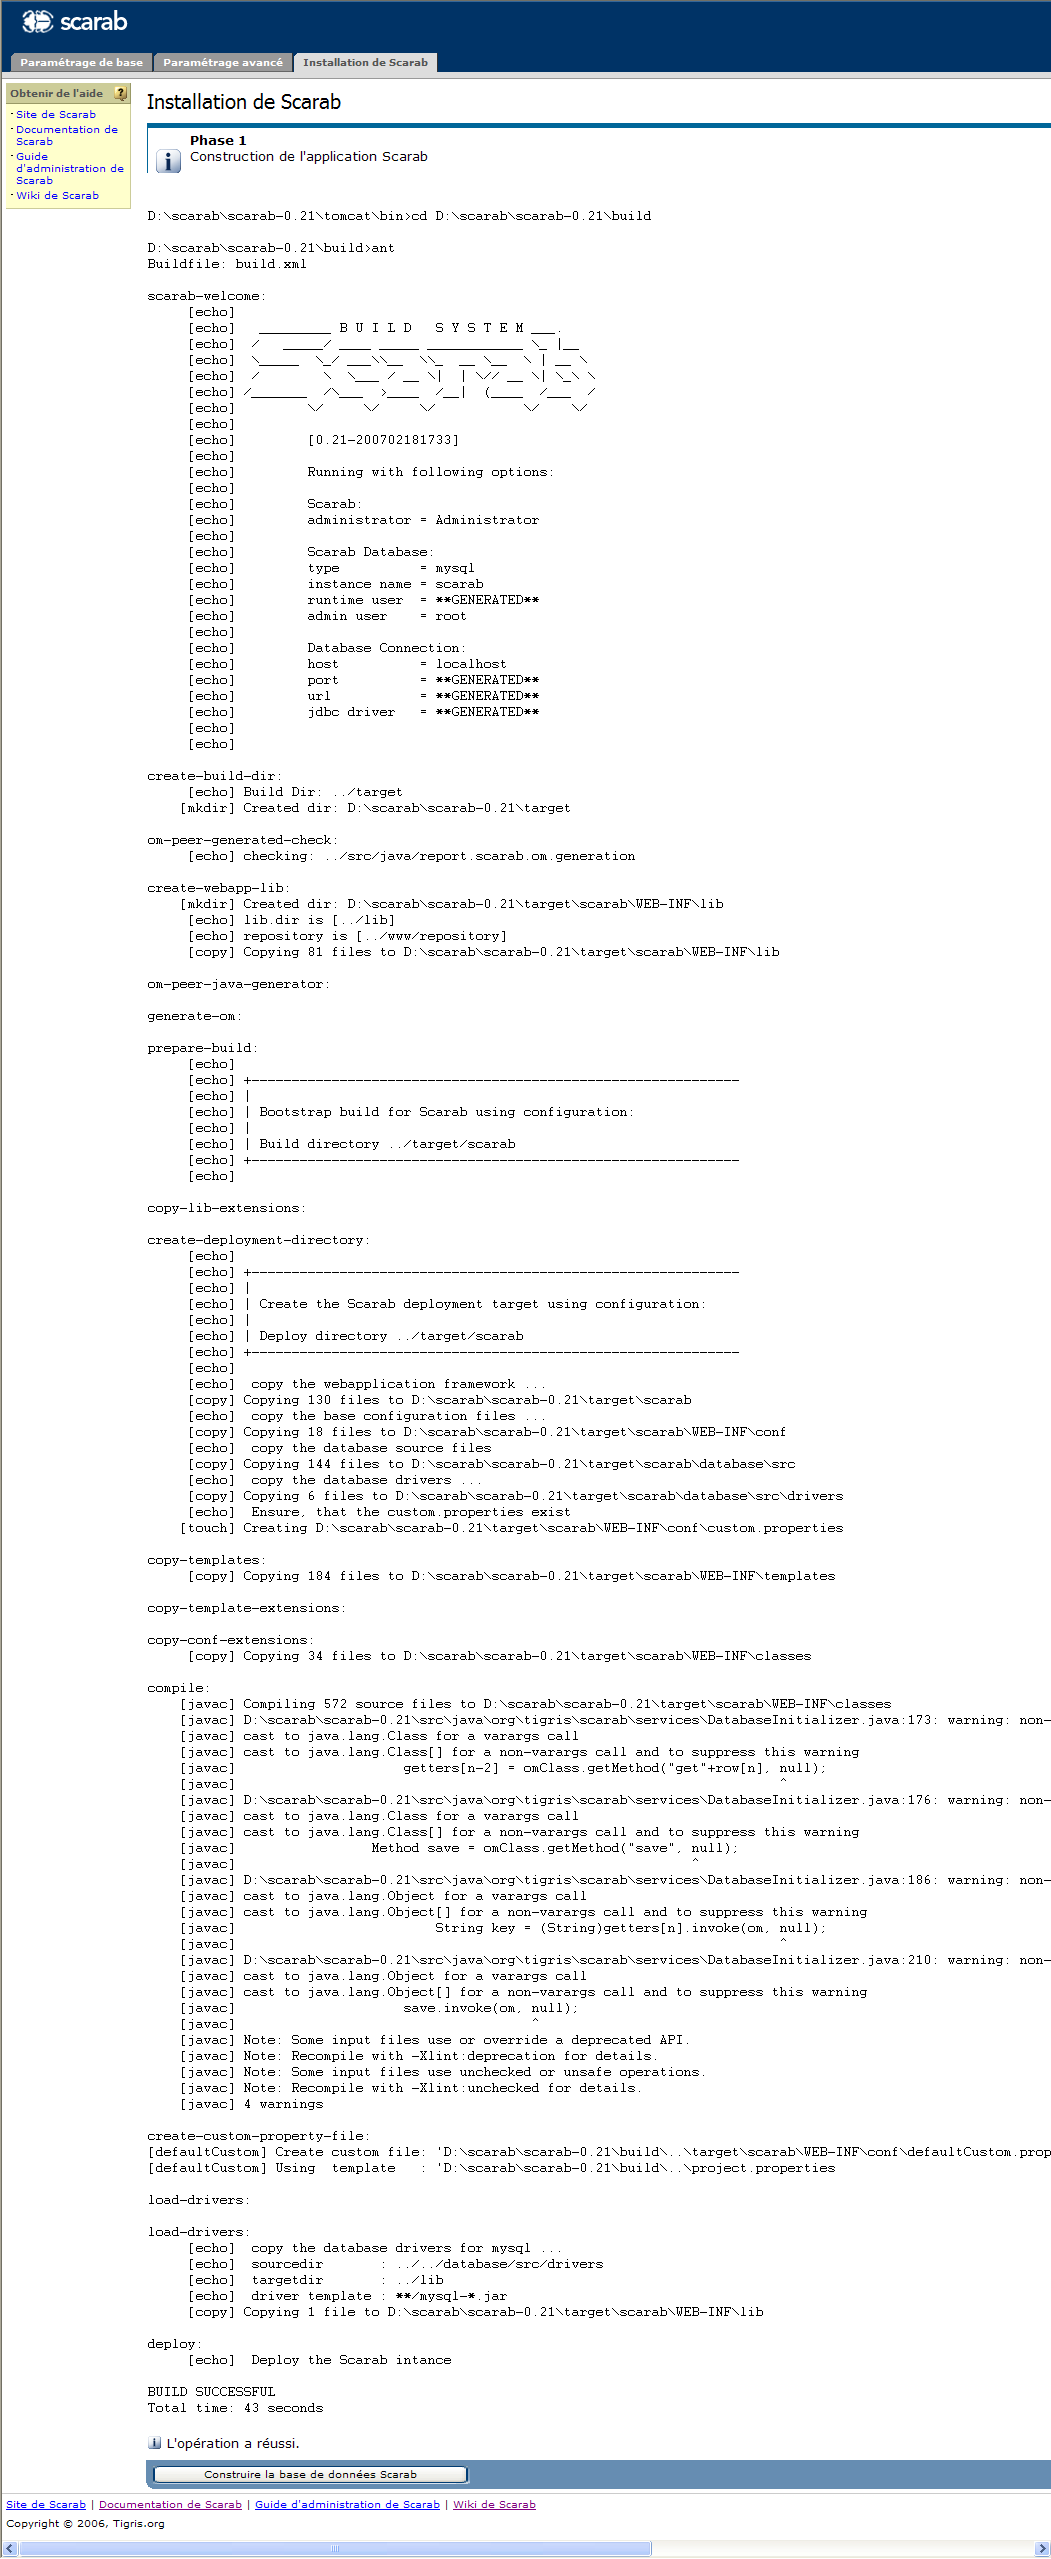 scarab
Paramétrage de base
Paramétrage avancé
Installation de Scarab
Obtenir de l'aide
· Site de Scarab
· Documentation de
Scarab
· Guide
d'administration de
Scarab
· Wiki de Scarab
Installation de Scarab
Phase 1
Construction de l'application Scarab
D:\scarab\scarab-0.21\tomcat\bin>cd D:\scarab\scarab-0.21\build
D:\scarab\scarab-0.21\build>ant
Buildfile: build.xml
scarab-welcome:
     [echo]
     [echo]   _________ B U I L D   S Y S T E M ___.
     [echo]  /   _____/ ____ _____ ____________ \_ |__
     [echo]  \_____  \_/ ___\\__  \\_  __ \__  \ | __ \
     [echo]  /        \  \___ / __ \|  | \// __ \| \_\ \
     [echo] /_______  /\___  >____  /__|  (____  /___  /
     [echo]         \/     \/     \/           \/    \/
     [echo]
     [echo]         [0.21-200702181733]
     [echo]
     [echo]         Running with following options:
     [echo]
     [echo]         Scarab:
     [echo]         administrator = Administrator
     [echo]
     [echo]         Scarab Database:
     [echo]         type          = mysql
     [echo]         instance name = scarab
     [echo]         runtime user  = **GENERATED**
     [echo]         admin user    = root
     [echo]
     [echo]         Database Connection:
     [echo]         host          = localhost
     [echo]         port          = **GENERATED**
     [echo]         url           = **GENERATED**
     [echo]         jdbc driver   = **GENERATED**
     [echo]
     [echo]
create-build-dir:
     [echo] Build Dir: ../target
    [mkdir] Created dir: D:\scarab\scarab-0.21\target
om-peer-generated-check:
     [echo] checking: ../src/java/report.scarab.om.generation
create-webapp-lib:
    [mkdir] Created dir: D:\scarab\scarab-0.21\target\scarab\WEB-INF\lib
     [echo] lib.dir is [../lib]
     [echo] repository is [../www/repository]
     [copy] Copying 81 files to D:\scarab\scarab-0.21\target\scarab\WEB-INF\lib
om-peer-java-generator:
generate-om:
prepare-build:
     [echo]
     [echo] +-------------------------------------------------------------
     [echo] |
     [echo] | Bootstrap build for Scarab using configuration:
     [echo] |
     [echo] | Build directory ../target/scarab
     [echo] +-------------------------------------------------------------
     [echo]
copy-lib-extensions:
create-deployment-directory:
     [echo]
     [echo] +-------------------------------------------------------------
     [echo] |
     [echo] | Create the Scarab deployment target using configuration:
     [echo] |
     [echo] | Deploy directory ../target/scarab
     [echo] +-------------------------------------------------------------
     [echo]
     [echo]  copy the webapplication framework ...
     [copy] Copying 130 files to D:\scarab\scarab-0.21\target\scarab
     [echo]  copy the base configuration files ...
     [copy] Copying 18 files to D:\scarab\scarab-0.21\target\scarab\WEB-INF\conf
     [echo]  copy the database source files
     [copy] Copying 144 files to D:\scarab\scarab-0.21\target\scarab\database\src
     [echo]  copy the database drivers ...
     [copy] Copying 6 files to D:\scarab\scarab-0.21\target\scarab\database\src\drivers
     [echo]  Ensure, that the custom.properties exist
    [touch] Creating D:\scarab\scarab-0.21\target\scarab\WEB-INF\conf\custom.properties
copy-templates:
     [copy] Copying 184 files to D:\scarab\scarab-0.21\target\scarab\WEB-INF\templates
copy-template-extensions:
copy-conf-extensions:
     [copy] Copying 34 files to D:\scarab\scarab-0.21\target\scarab\WEB-INF\classes
compile:
    [javac] Compiling 572 source files to D:\scarab\scarab-0.21\target\scarab\WEB-INF\classes
    [javac] D:\scarab\scarab-0.21\src\java\org\tigris\scarab\services\DatabaseInitializer.java:173: warning: non-
    [javac] cast to java.lang.Class for a varargs call
    [javac] cast to java.lang.Class[] for a non-varargs call and to suppress this warning
    [javac]                     getters[n-2] = omClass.getMethod("get"+row[n], null);
    [javac]                                                                    ^
    [javac] D:\scarab\scarab-0.21\src\java\org\tigris\scarab\services\DatabaseInitializer.java:176: warning: non-
    [javac] cast to java.lang.Class for a varargs call
    [javac] cast to java.lang.Class[] for a non-varargs call and to suppress this warning
    [javac]                 Method save = omClass.getMethod("save", null);
    [javac]                                                         ^
    [javac] D:\scarab\scarab-0.21\src\java\org\tigris\scarab\services\DatabaseInitializer.java:186: warning: non-
    [javac] cast to java.lang.Object for a varargs call
    [javac] cast to java.lang.Object[] for a non-varargs call and to suppress this warning
    [javac]                         String key = (String)getters[n].invoke(om, null);
    [javac]                                                                    ^
    [javac] D:\scarab\scarab-0.21\src\java\org\tigris\scarab\services\DatabaseInitializer.java:210: warning: non-
    [javac] cast to java.lang.Object for a varargs call
    [javac] cast to java.lang.Object[] for a non-varargs call and to suppress this warning
    [javac]                     save.invoke(om, null);
    [javac]                                     ^
    [javac] Note: Some input files use or override a deprecated API.
    [javac] Note: Recompile with -Xlint:deprecation for details.
    [javac] Note: Some input files use unchecked or unsafe operations.
    [javac] Note: Recompile with -Xlint:unchecked for details.
    [javac] 4 warnings
create-custom-property-file:
[defaultCustom] Create custom file: 'D:\scarab\scarab-0.21\build\..\target\scarab\WEB-INF\conf\defaultCustom.prop
[defaultCustom] Using  template   : 'D:\scarab\scarab-0.21\build\..\project.properties
load-drivers:
load-drivers:
     [echo]  copy the database drivers for mysql ...
     [echo]  sourcedir       : ../../database/src/drivers
     [echo]  targetdir       : ../lib
     [echo]  driver template : **/mysql-*.jar
     [copy] Copying 1 file to D:\scarab\scarab-0.21\target\scarab\WEB-INF\lib
deploy:
     [echo]  Deploy the Scarab intance
BUILD SUCCESSFUL
Total time: 43 seconds
L'opération a réussi.
Construire la base de données Scarab
Site de Scarab | Documentation de Scarab | Guide d'administration de Scarab | Wiki de Scarab
Copyright © 2006, Tigris.org